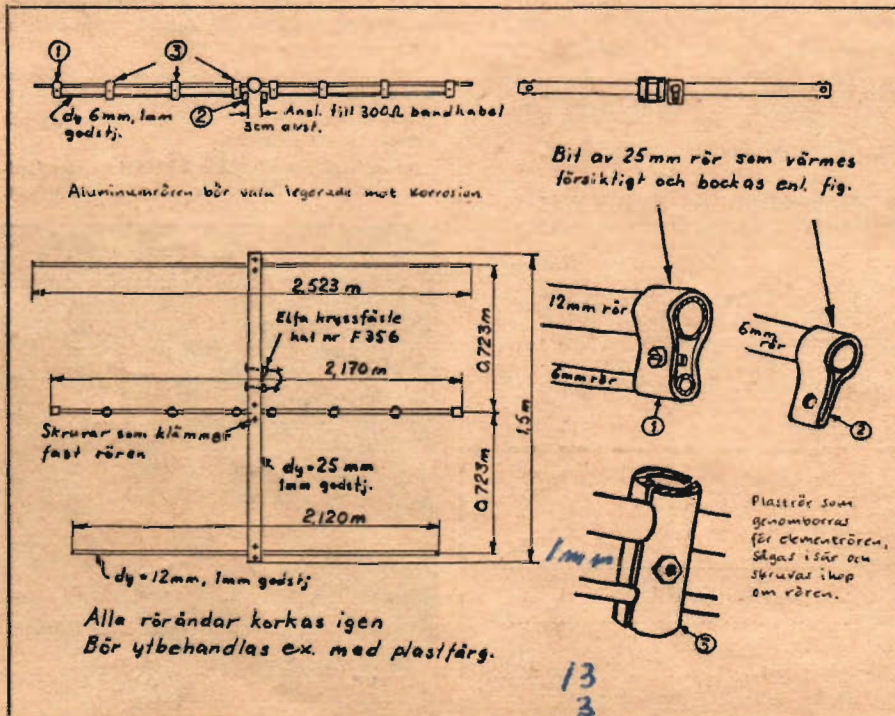 ① ③
dy 6mm, 1mm
godstj.
②
Ansl. till 300Ω bandkabel
3cm avst.
Aluminiumrören bör vara legerade mot korrosion
Bit av 25mm rör som värmes
försiktigt och bockas enl. fig.
12mm rör
6mm rör
①
6mm
rör
②
2,523 m
Elfa kryssfäste
kat nr F 356
2,170 m
0,723m
1,5m
Skruvar som klämmer
fast rören
dy=25 mm
1mm godstj.
0,723m
2,120m
dy=12mm, 1mm godstj
Alla rörändar korkas igen
Bör ytbehandlas ex. med plastfärg.
1mm
Plaströr som
genomborras
för elementrören.
Sågas isär och
skruvas ihop
om rören.
③
13
3